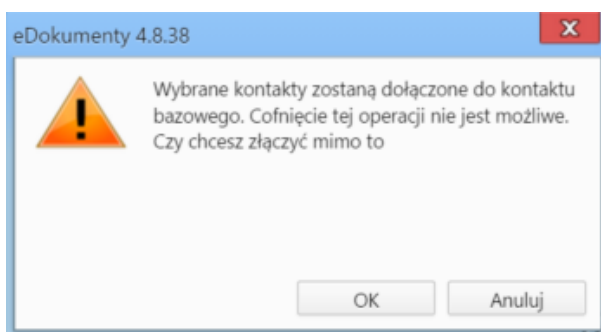 eDokumenty 4.8.38
Wybrane kontakty zostaną dołączone do kontaktu
bazowego. Cofnięcie tej operacji nie jest możliwe.
Czy chcesz złączyć mimo to
OK
Anuluj